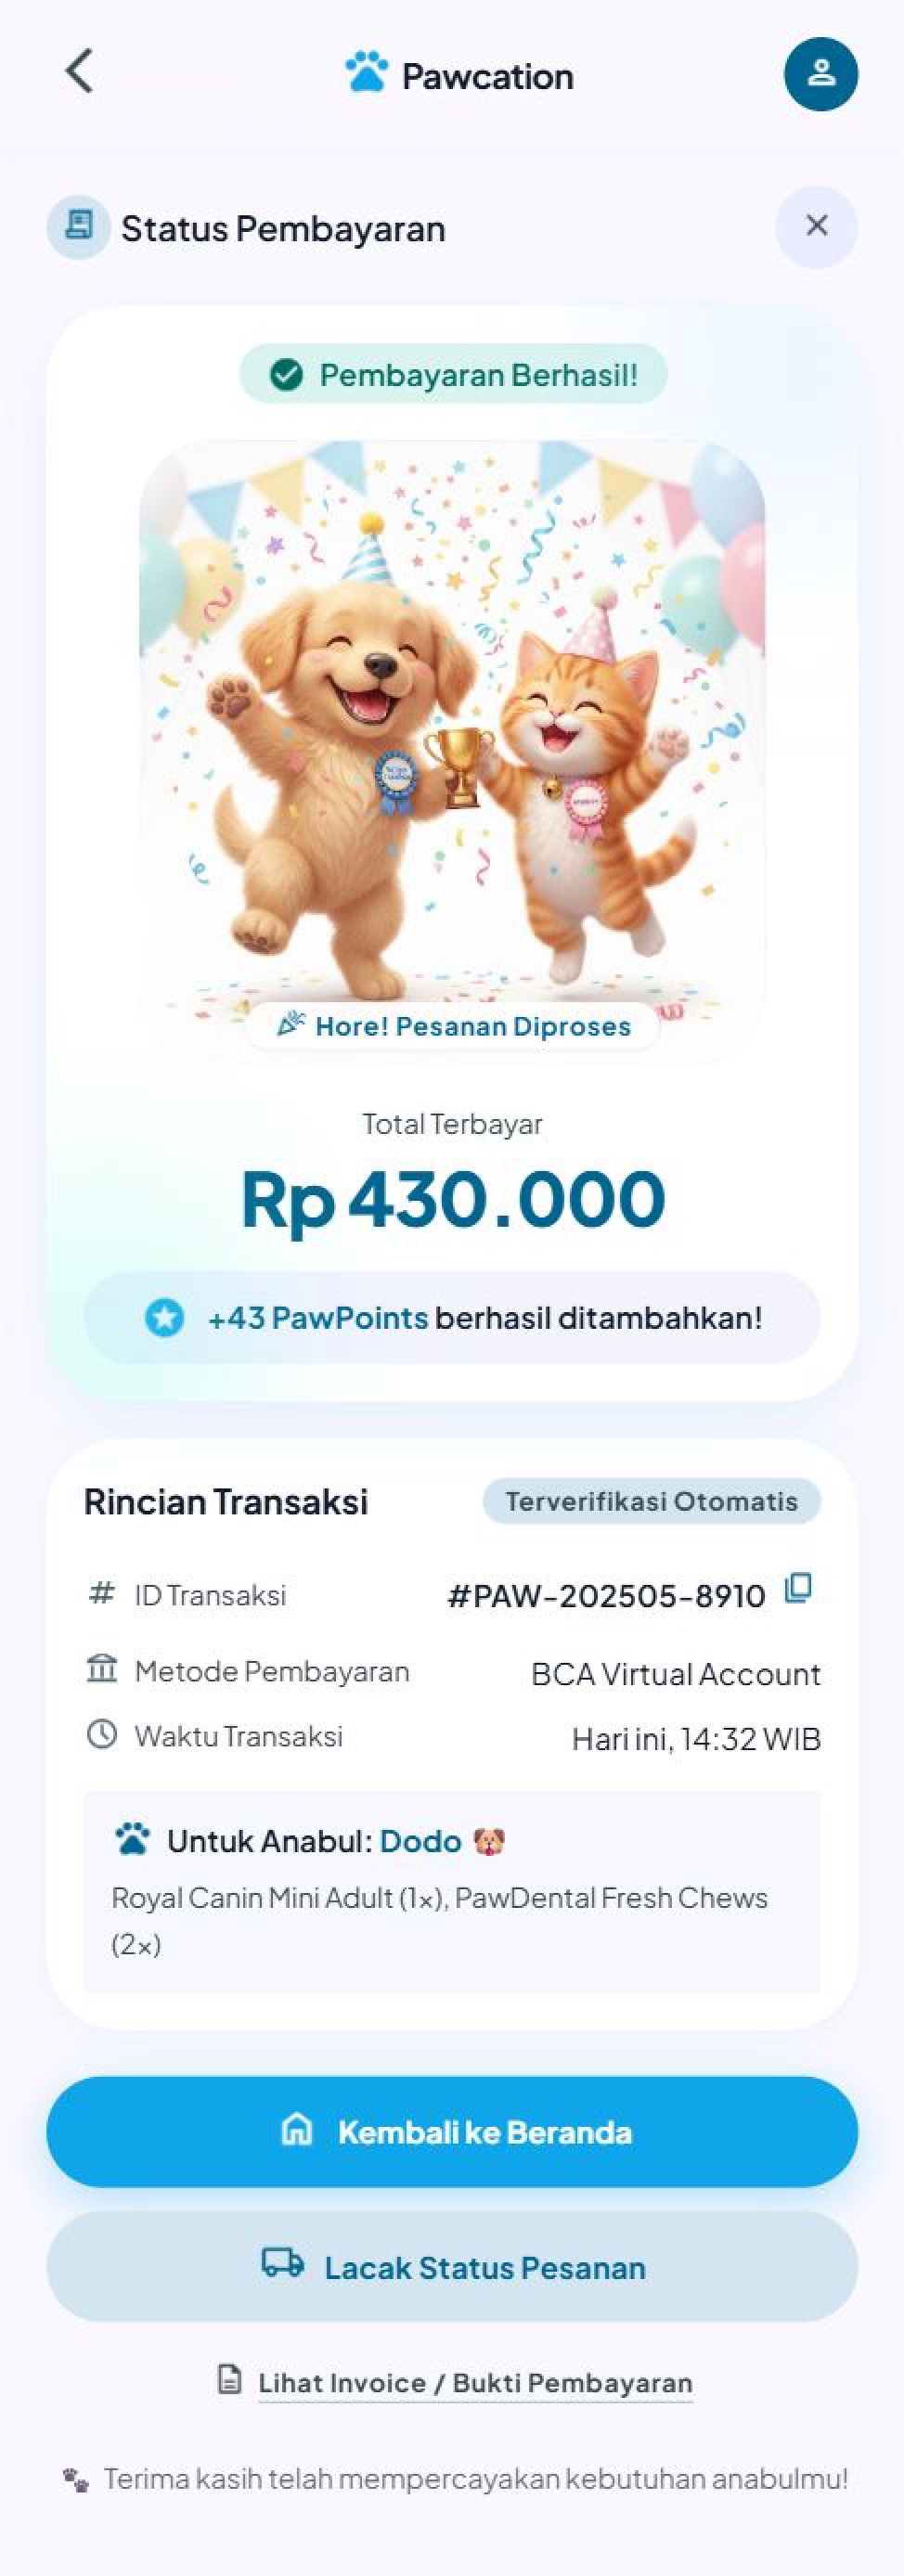 Pawcation
Status Pembayaran
Pembayaran Berhasil!
Hore! Pesanan Diproses
Total Terbayar
Rp 430.000
+43 PawPoints berhasil ditambahkan!
Rincian Transaksi
Terverifikasi Otomatis
# ID Transaksi
#PAW-202505-8910
Metode Pembayaran
BCA Virtual Account
Waktu Transaksi
Hari ini, 14:32 WIB
Untuk Anabul: Dodo 🐶
Royal Canin Mini Adult (1×), PawDental Fresh Chews
(2×)
Kembali ke Beranda
Lacak Status Pesanan
Lihat Invoice / Bukti Pembayaran
🐾 Terima kasih telah mempercayakan kebutuhan anabulmu!